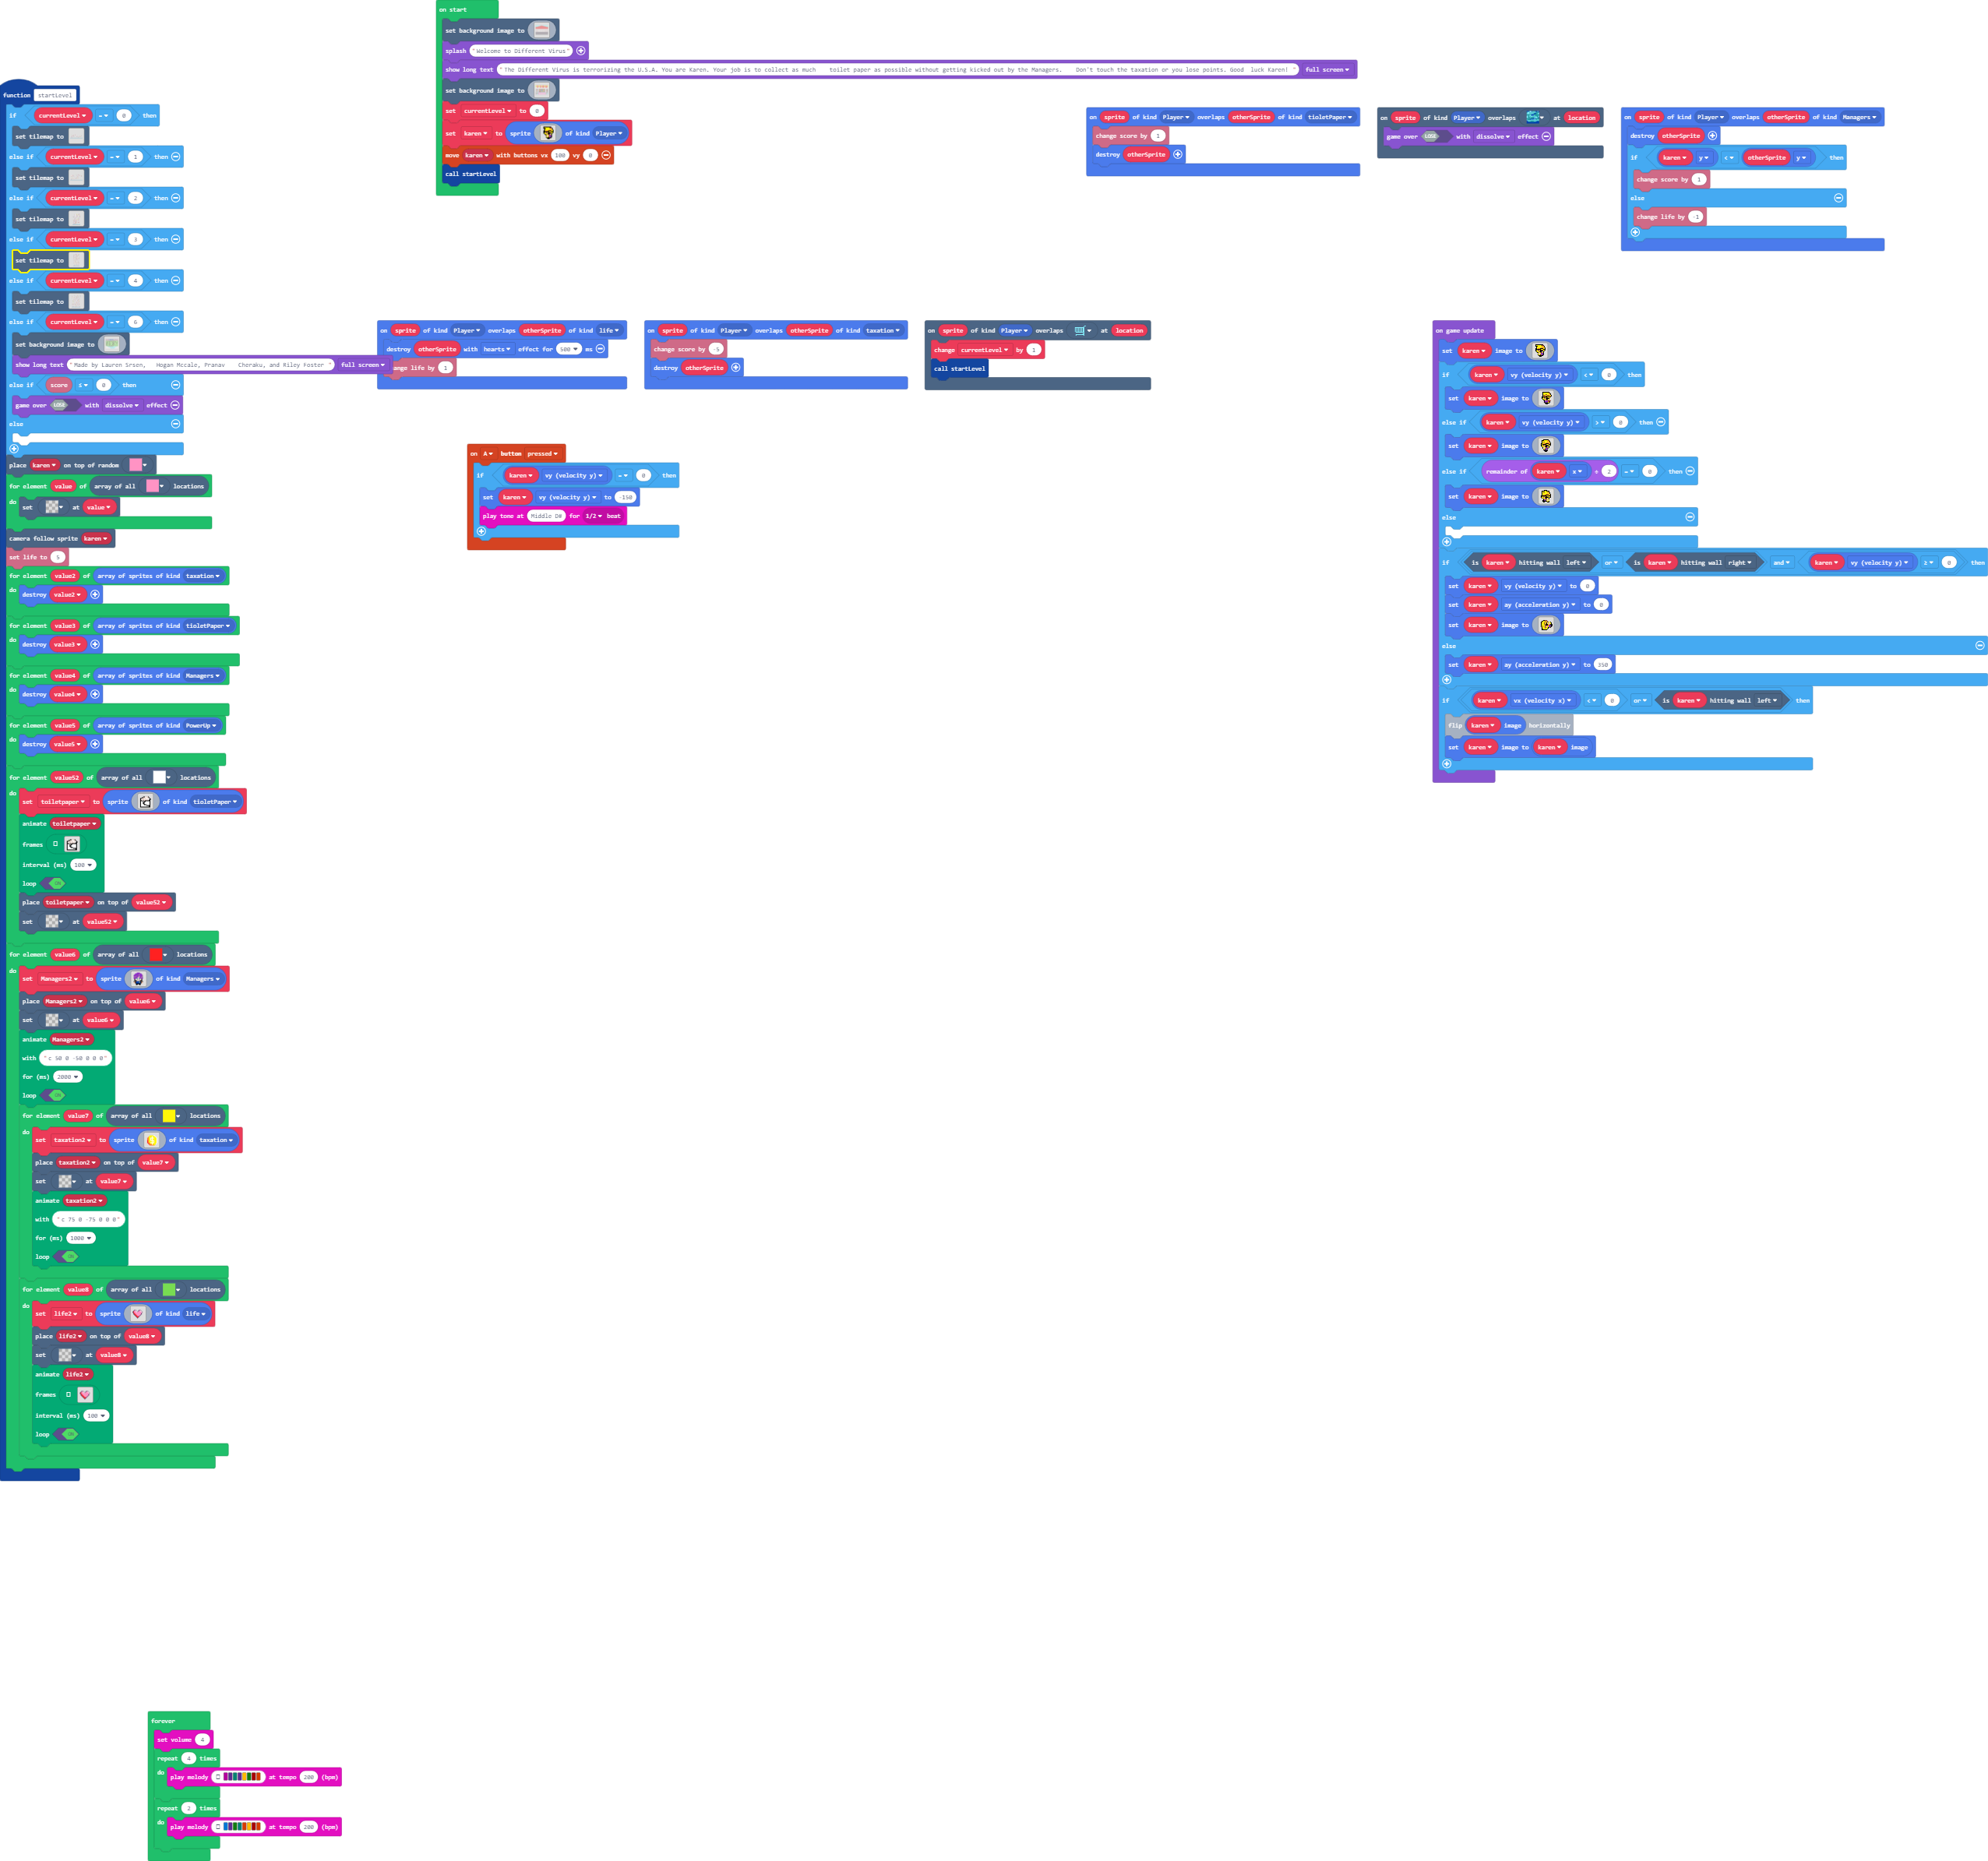 on start
set background image to
splash "Welcome to Different Virus"
show long text "The Different Virus is terrorizing the U.S.A. You are Karen. Your job is to collect as much toilet paper as possible without getting kicked out by the Managers. Don't touch the taxation or you lose points. Good luck Karen! " full screen
set background image to
set currentLevel to 0
set karen to sprite of kind Player
move karen with buttons vx 100 vy 0
call startLevel
function startLevel
if currentLevel = 0 then
set tilemap to
else if currentLevel = 1 then
set tilemap to
else if currentLevel = 2 then
set tilemap to
else if currentLevel = 3 then
set tilemap to
else if currentLevel = 4 then
set tilemap to
else if currentLevel = 6 then
set background image to
show long text "Made by Lauren Srsen, Hogan Mccale, Pranav Cheraku, and Riley Foster " full screen
else if score ≤ 0 then
game over LOSE with dissolve effect
else
place karen on top of random
for element value of array of all locations
do set at value
camera follow sprite karen
set life to 5
for element value2 of array of sprites of kind taxation
do destroy value2
for element value3 of array of sprites of kind tioletPaper
do destroy value3
for element value4 of array of sprites of kind Managers
do destroy value4
for element value5 of array of sprites of kind PowerUp
do destroy value5
for element value52 of array of all locations
do set toiletpaper to sprite of kind tioletPaper
animate toiletpaper
frames
interval (ms) 100
loop
place toiletpaper on top of value52
set at value52
for element value6 of array of all locations
do set Managers2 to sprite of kind Managers
place Managers2 on top of value6
set at value6
animate Managers2
with "c 50 0 -50 0 0 0"
for (ms) 2000
loop
for element value7 of array of all locations
do set taxation2 to sprite of kind taxation
place taxation2 on top of value7
set at value7
animate taxation2
with "c 75 0 -75 0 0 0"
for (ms) 1000
loop
for element value8 of array of all locations
do set life2 to sprite of kind life
place life2 on top of value8
set at value8
animate life2
frames
interval (ms) 100
loop
on sprite of kind Player overlaps otherSprite of kind tioletPaper
change score by 1
destroy otherSprite
on sprite of kind Player overlaps at location
game over LOSE with dissolve effect
on sprite of kind Player overlaps otherSprite of kind Managers
destroy otherSprite
if karen y < otherSprite y then
change score by 1
else
change life by -1
on sprite of kind Player overlaps otherSprite of kind life
destroy otherSprite with hearts effect for 500 ms
ange life by 1
on sprite of kind Player overlaps otherSprite of kind taxation
change score by -5
destroy otherSprite
on sprite of kind Player overlaps at location
change currentLevel by 1
call startLevel
on A button pressed
if karen vy (velocity y) = 0 then
set karen vy (velocity y) to -150
play tone at Middle D# for 1/2 beat
on game update
set karen image to
if karen vy (velocity y) < 0 then
set karen image to
else if karen vy (velocity y) > 0 then
set karen image to
else if remainder of karen x ÷ 2 = 0 then
set karen image to
else
if is karen hitting wall left or is karen hitting wall right and karen vy (velocity y) ≥ 0 then
set karen vy (velocity y) to 0
set karen ay (acceleration y) to 0
set karen image to
else
set karen ay (acceleration y) to 350
if karen vx (velocity x) < 0 or is karen hitting wall left then
flip karen image horizontally
set karen image to karen image
forever
set volume 4
repeat 4 times
do play melody at tempo 200 (bpm)
repeat 2 times
do play melody at tempo 200 (bpm)